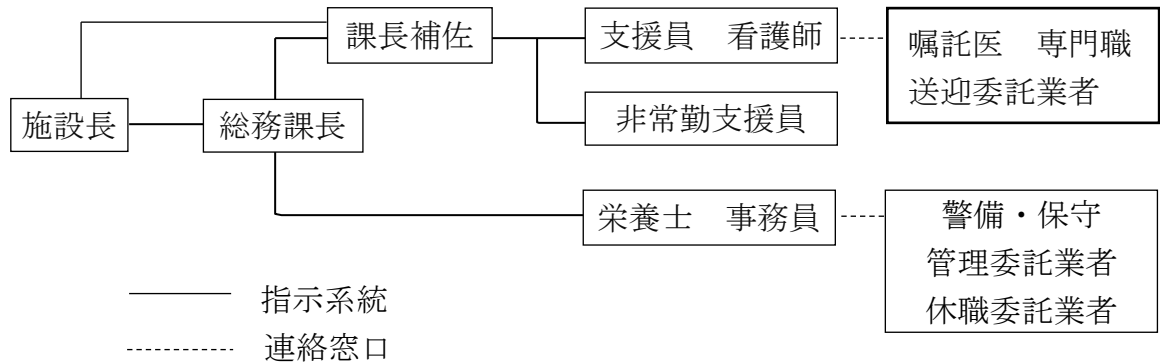 課長補佐
支援員　看護師
嘱託医　専門職
送迎委託業者
施設長
総務課長
非常勤支援員
栄養士　事務員
警備・保守
管理委託業者
休職委託業者
指示系統
連絡窓口